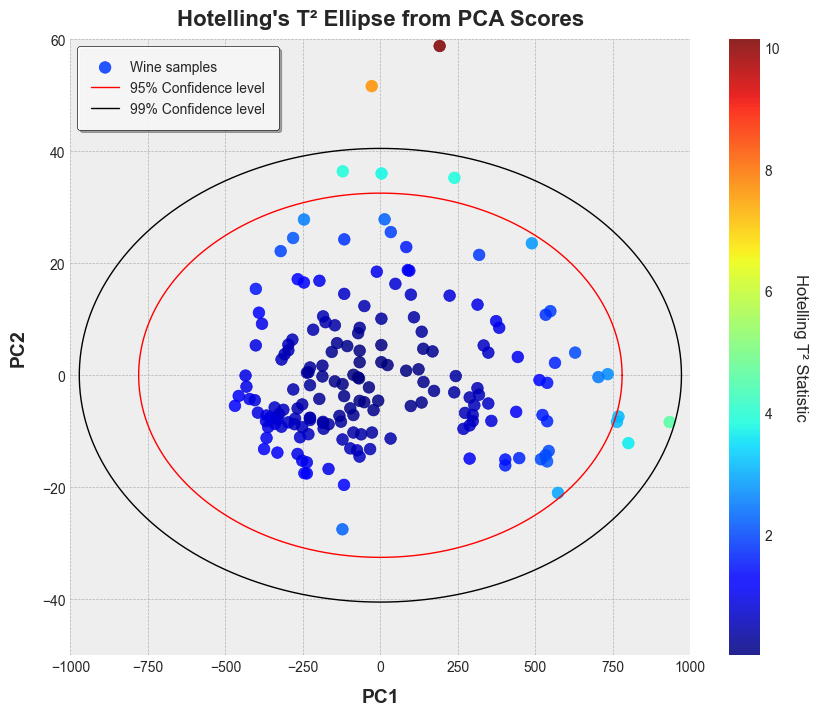 Hotelling's T² Ellipse from PCA Scores
Wine samples
95% Confidence level
99% Confidence level
60
40
20
0
−20
−40
PC2
−1000
−750
−500
−250
0
250
500
750
1000
PC1
10
8
6
4
2
Hotelling T² Statistic